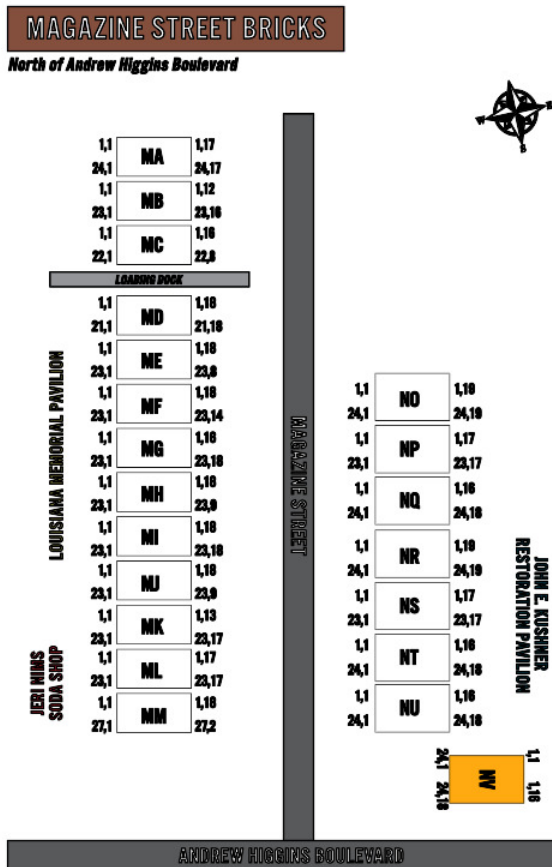 MAGAZINE STREET BRICKS
North of Andrew Higgins Boulevard
N
E
S
W
1,1 MA 1,17
24,1 24,17
1,1 MB 1,12
23,1 23,16
1,1 MC 1,16
22,1 22,8
LOADING DOCK
1,1 MD 1,18
21,1 21,18
1,1 ME 1,18
23,1 23,8
1,1 MF 1,18
23,1 23,14
1,1 MG 1,16
23,1 23,18
1,1 MH 1,18
23,1 23,9
1,1 MI 1,18
23,1 23,18
1,1 MJ 1,18
23,1 23,9
1,1 MK 1,13
23,1 23,17
1,1 ML 1,17
23,1 23,17
1,1 MM 1,18
27,1 27,2
LOUISIANA MEMORIAL PAVILION
JERI NIMS
SODA SHOP
MAGAZINE STREET
1,1 NO 1,19
24,1 24,19
1,1 NP 1,17
23,1 23,17
1,1 NQ 1,16
24,1 24,18
1,1 NR 1,19
24,1 24,19
1,1 NS 1,17
23,1 23,17
1,1 NT 1,16
24,1 24,18
1,1 NU 1,16
24,1 24,18
JOHN E. KUSHNER
RESTORATION PAVILION
24,1 NV 1,1
24,18 1,16
ANDREW HIGGINS BOULEVARD